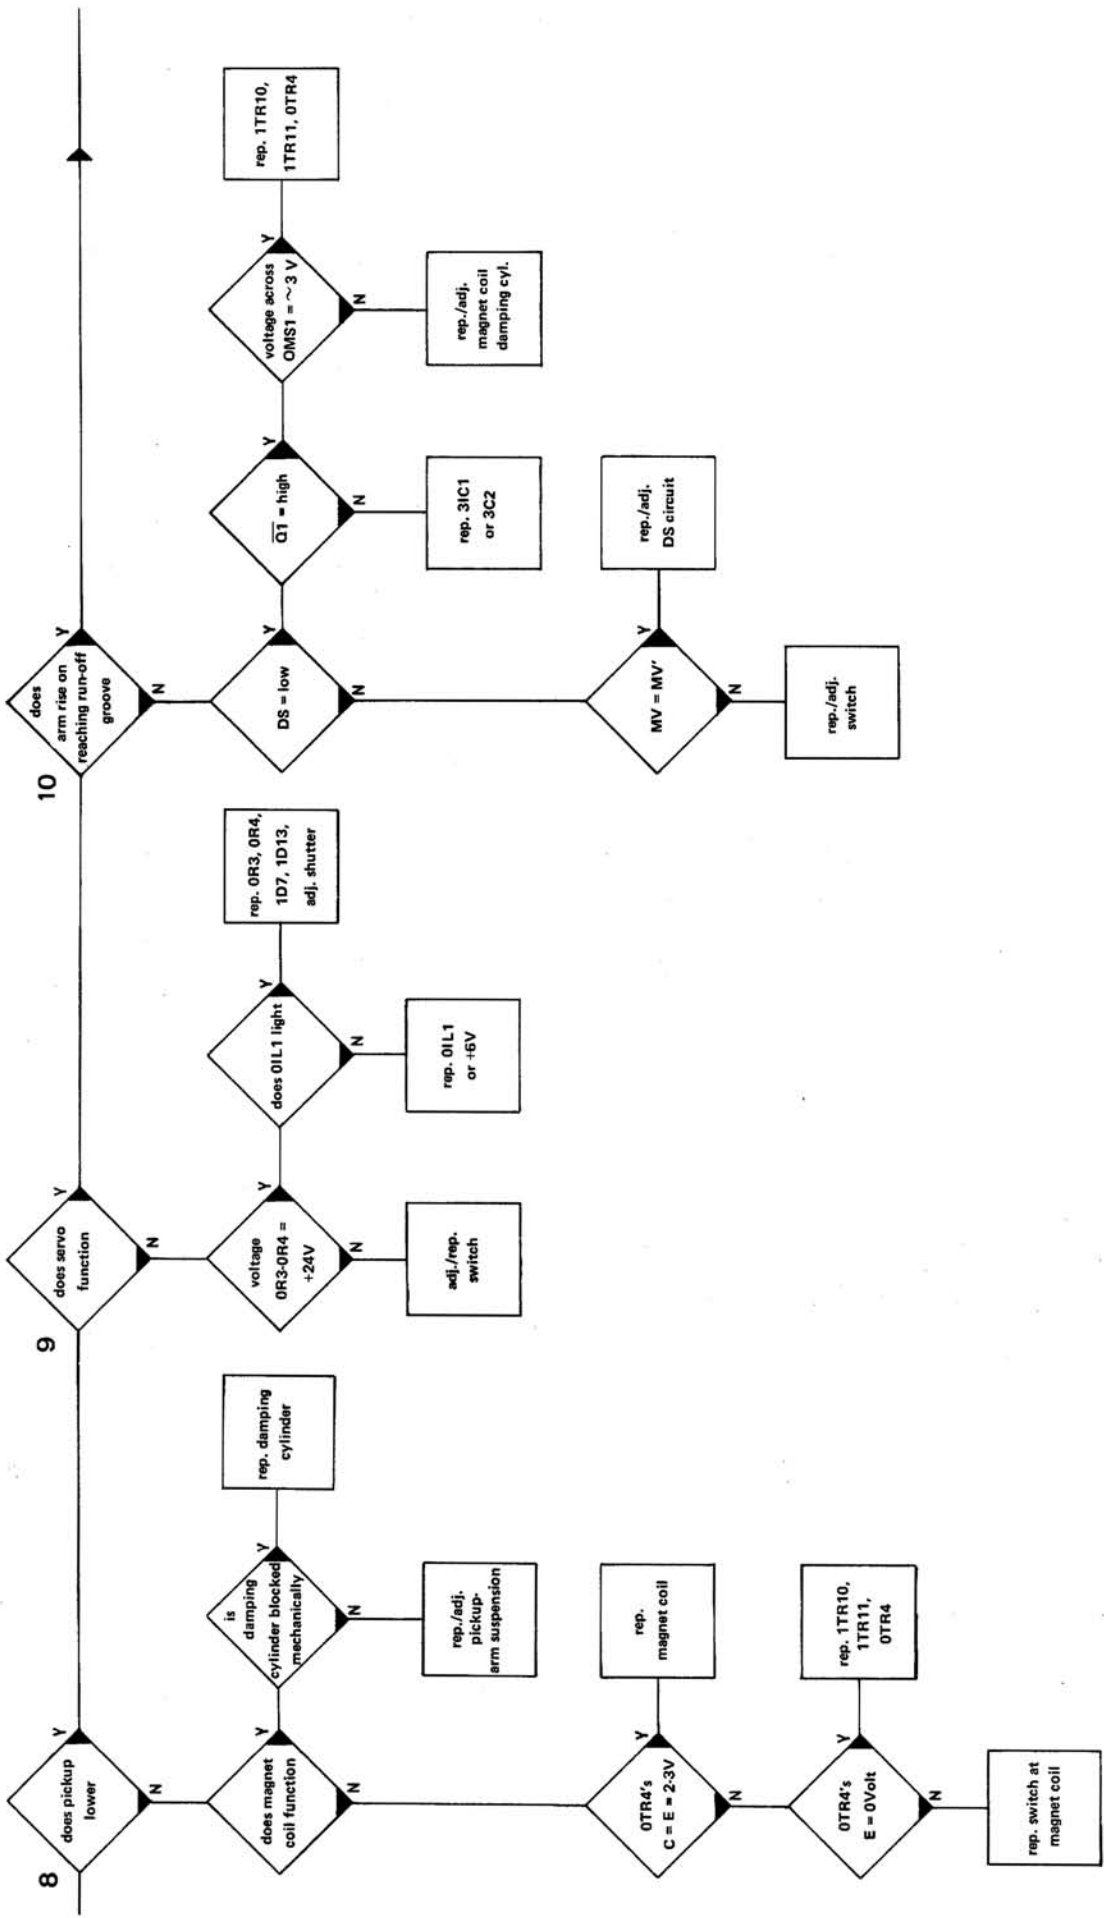 8
does pickup
lower
Y
N
does magnet
coil function
Y
N
is
damping
cylinder blocked
mechanically
Y
N
rep. damping
cylinder
rep./adj.
pickup-
arm suspension
0TR4's
C = E = 2-3V
Y
N
rep.
magnet coil
0TR4's
E = 0Volt
Y
N
rep. 1TR10,
1TR11,
0TR4
rep. switch at
magnet coil
9
does servo
function
Y
N
voltage
0R3-0R4 =
+24V
Y
N
does 0IL1 light
Y
N
rep. 0R3, 0R4,
1D7, 1D13,
adj. shutter
adj./rep.
switch
rep. 0IL1
or +6V
10
does
arm rise on
reaching run-off
groove
Y
N
DS = low
Y
N
Q̅1̅ = high
Y
N
voltage across
OMS1 = ~ 3 V
Y
N
rep. 1TR10,
1TR11, 0TR4
rep. 3IC1
or 3C2
rep./adj.
magnet coil
damping cyl.
MV = MV'
Y
N
rep./adj.
DS circuit
rep./adj.
switch